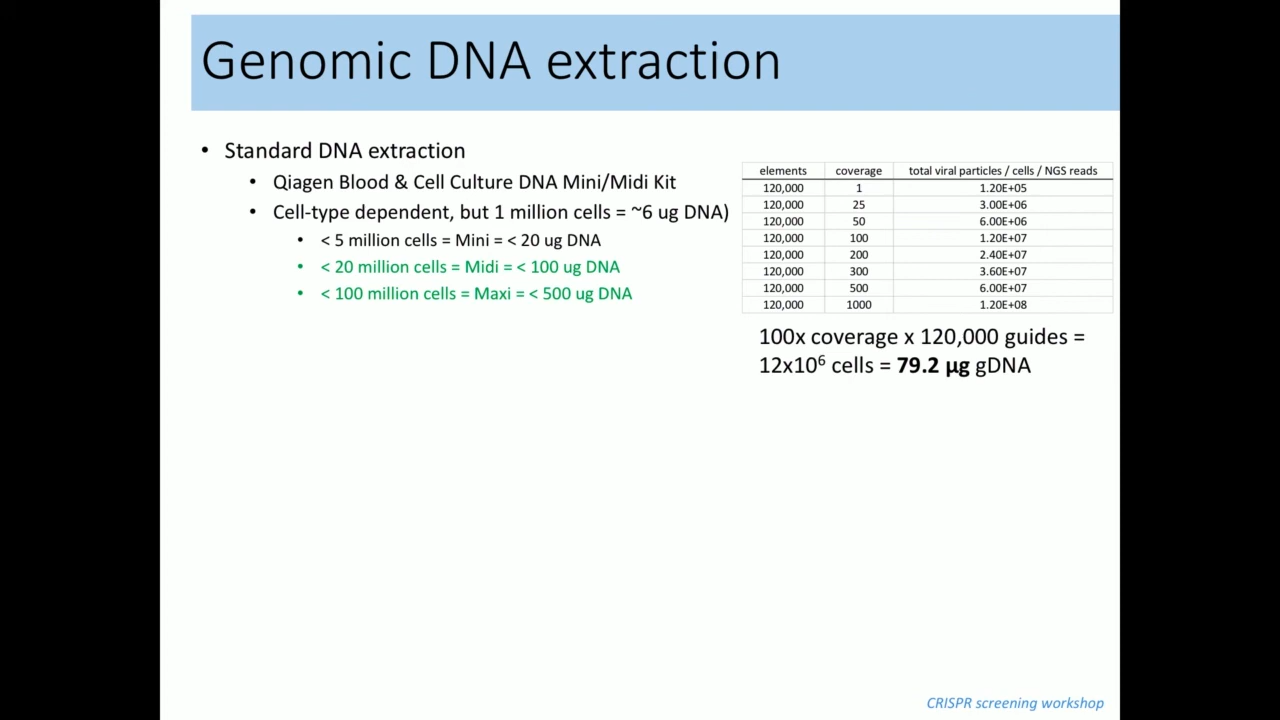 Genomic DNA extraction
• Standard DNA extraction
• Qiagen Blood & Cell Culture DNA Mini/Midi Kit
• Cell-type dependent, but 1 million cells = ~6 ug DNA)
• < 5 million cells = Mini = < 20 ug DNA
• < 20 million cells = Midi = < 100 ug DNA
• < 100 million cells = Maxi = < 500 ug DNA
elements coverage total viral particles / cells / NGS reads
120,000 1 1.20E+05
120,000 25 3.00E+06
120,000 50 6.00E+06
120,000 100 1.20E+07
120,000 200 2.40E+07
120,000 300 3.60E+07
120,000 500 6.00E+07
120,000 1000 1.20E+08
100x coverage x 120,000 guides =
12x10⁶ cells = 79.2 µg gDNA
CRISPR screening workshop